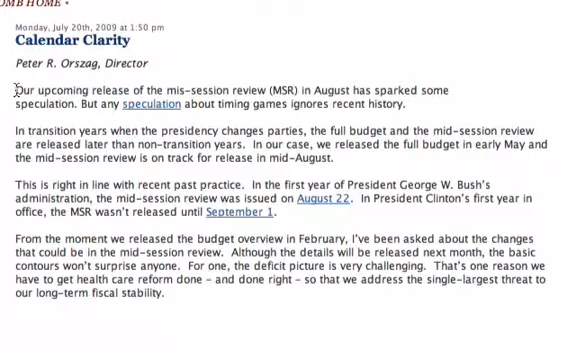 OMB HOME •
Monday, July 20th, 2009 at 1:50 pm
Calendar Clarity
Peter R. Orszag, Director
Our upcoming release of the mis-session review (MSR) in August has sparked some
speculation. But any speculation about timing games ignores recent history.
In transition years when the presidency changes parties, the full budget and the mid-session review
are released later than non-transition years.  In our case, we released the full budget in early May and
the mid-session review is on track for release in mid-August.
This is right in line with recent past practice.  In the first year of President George W. Bush's
administration, the mid-session review was issued on August 22.  In President Clinton's first year in
office, the MSR wasn't released until September 1.
From the moment we released the budget overview in February, I've been asked about the changes
that could be in the mid-session review.  Although the details will be released next month, the basic
contours won't surprise anyone.  For one, the deficit picture is very challenging.  That's one reason we
have to get health care reform done – and done right – so that we address the single-largest threat to
our long-term fiscal stability.